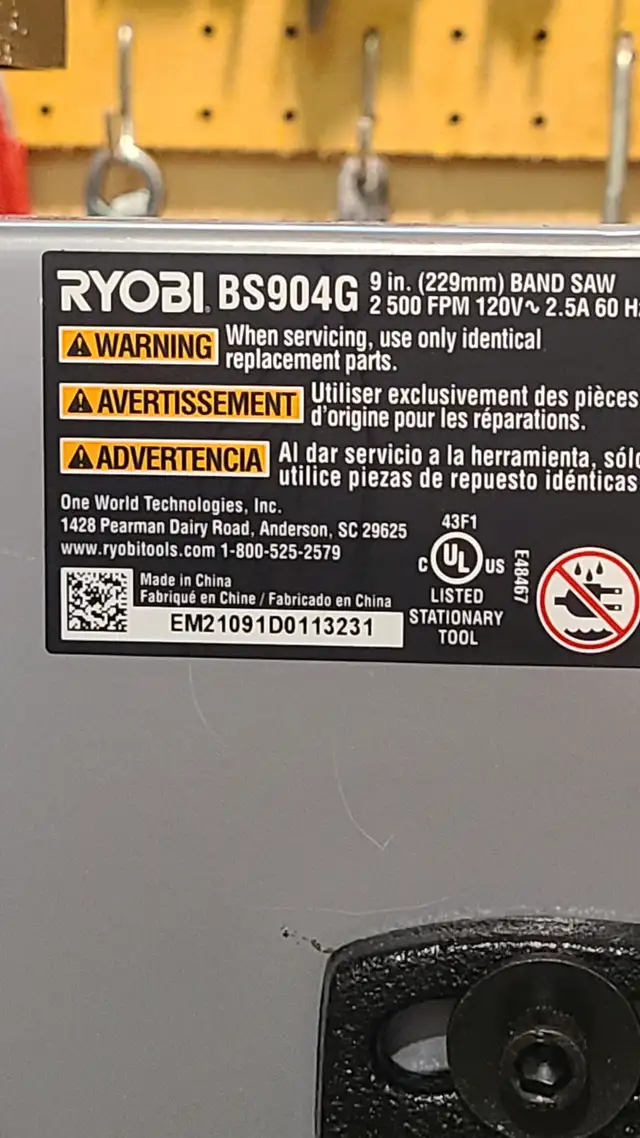 RYOBI BS904G 9 in. (229mm) BAND SAW
2 500 FPM 120V~ 2.5A 60 Hz
WARNING When servicing, use only identical
replacement parts.
AVERTISSEMENT Utiliser exclusivement des pièces
d'origine pour les réparations.
ADVERTENCIA Al dar servicio a la herramienta, sólo
utilice piezas de repuesto idénticas
One World Technologies, Inc.
1428 Pearman Dairy Road, Anderson, SC 29625
www.ryobitools.com 1-800-525-2579
Made in China
Fabriqué en Chine / Fabricado en China
EM21091D0113231
43F1
C UL US
LISTED
STATIONARY
TOOL
E48467